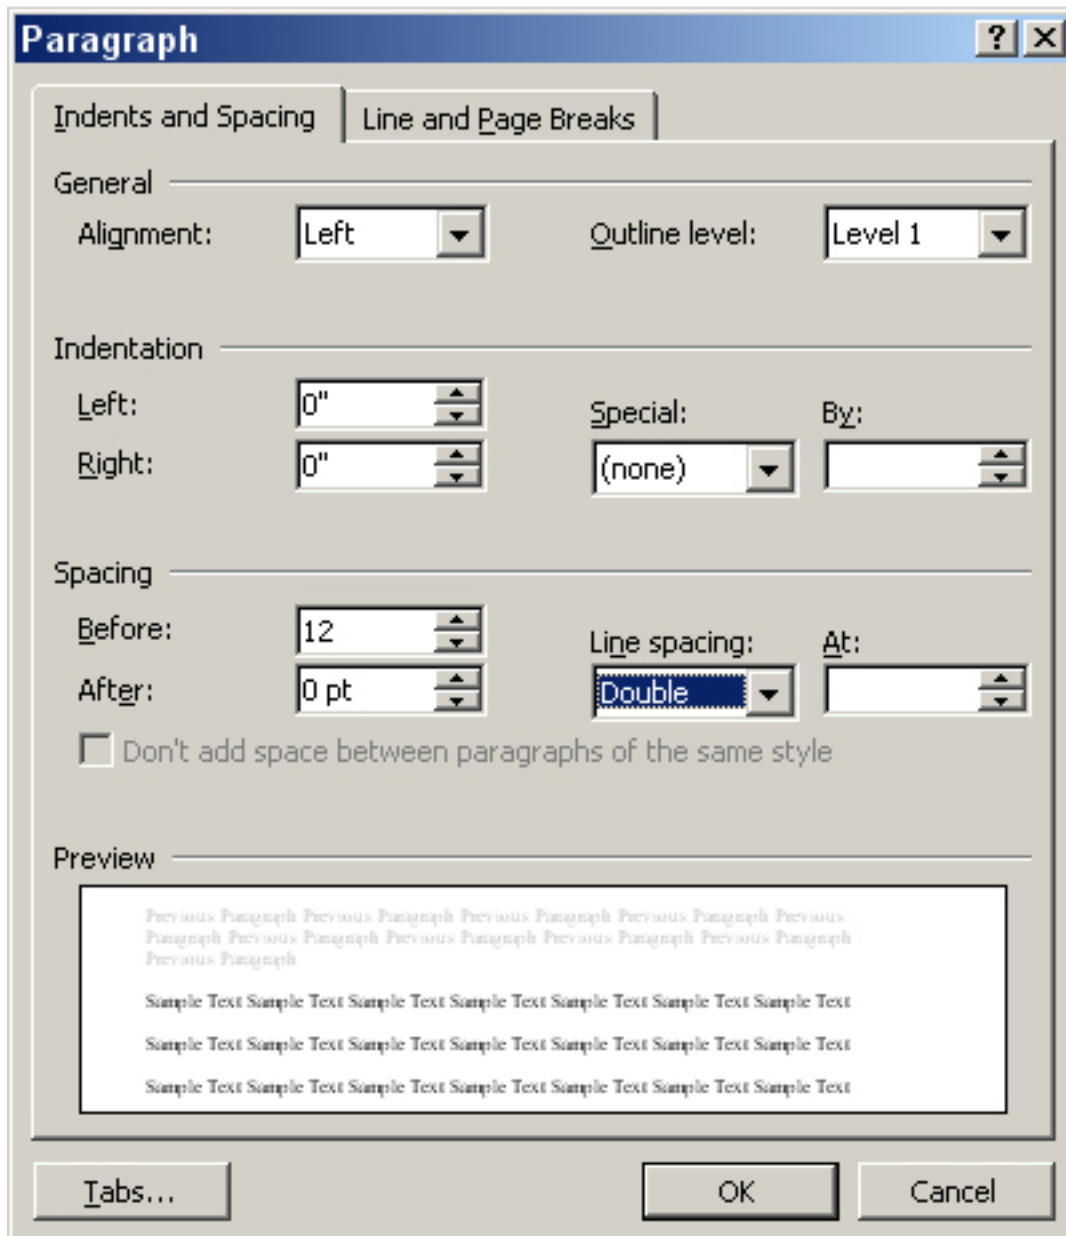 Paragraph
Indents and Spacing Line and Page Breaks
General
Alignment: Left Outline level: Level 1
Indentation
Left: 0" Special: By:
Right: 0" (none)
Spacing
Before: 12 Line spacing: At:
After: 0 pt Double
Don't add space between paragraphs of the same style
Preview
Previous Paragraph Previous Paragraph Previous Paragraph Previous Paragraph Previous
Paragraph Previous Paragraph Previous Paragraph Previous Paragraph
Previous Paragraph
Sample Text Sample Text Sample Text Sample Text Sample Text Sample Text Sample Text
Sample Text Sample Text Sample Text Sample Text Sample Text Sample Text Sample Text
Sample Text Sample Text Sample Text Sample Text Sample Text Sample Text Sample Text
Tabs... OK Cancel